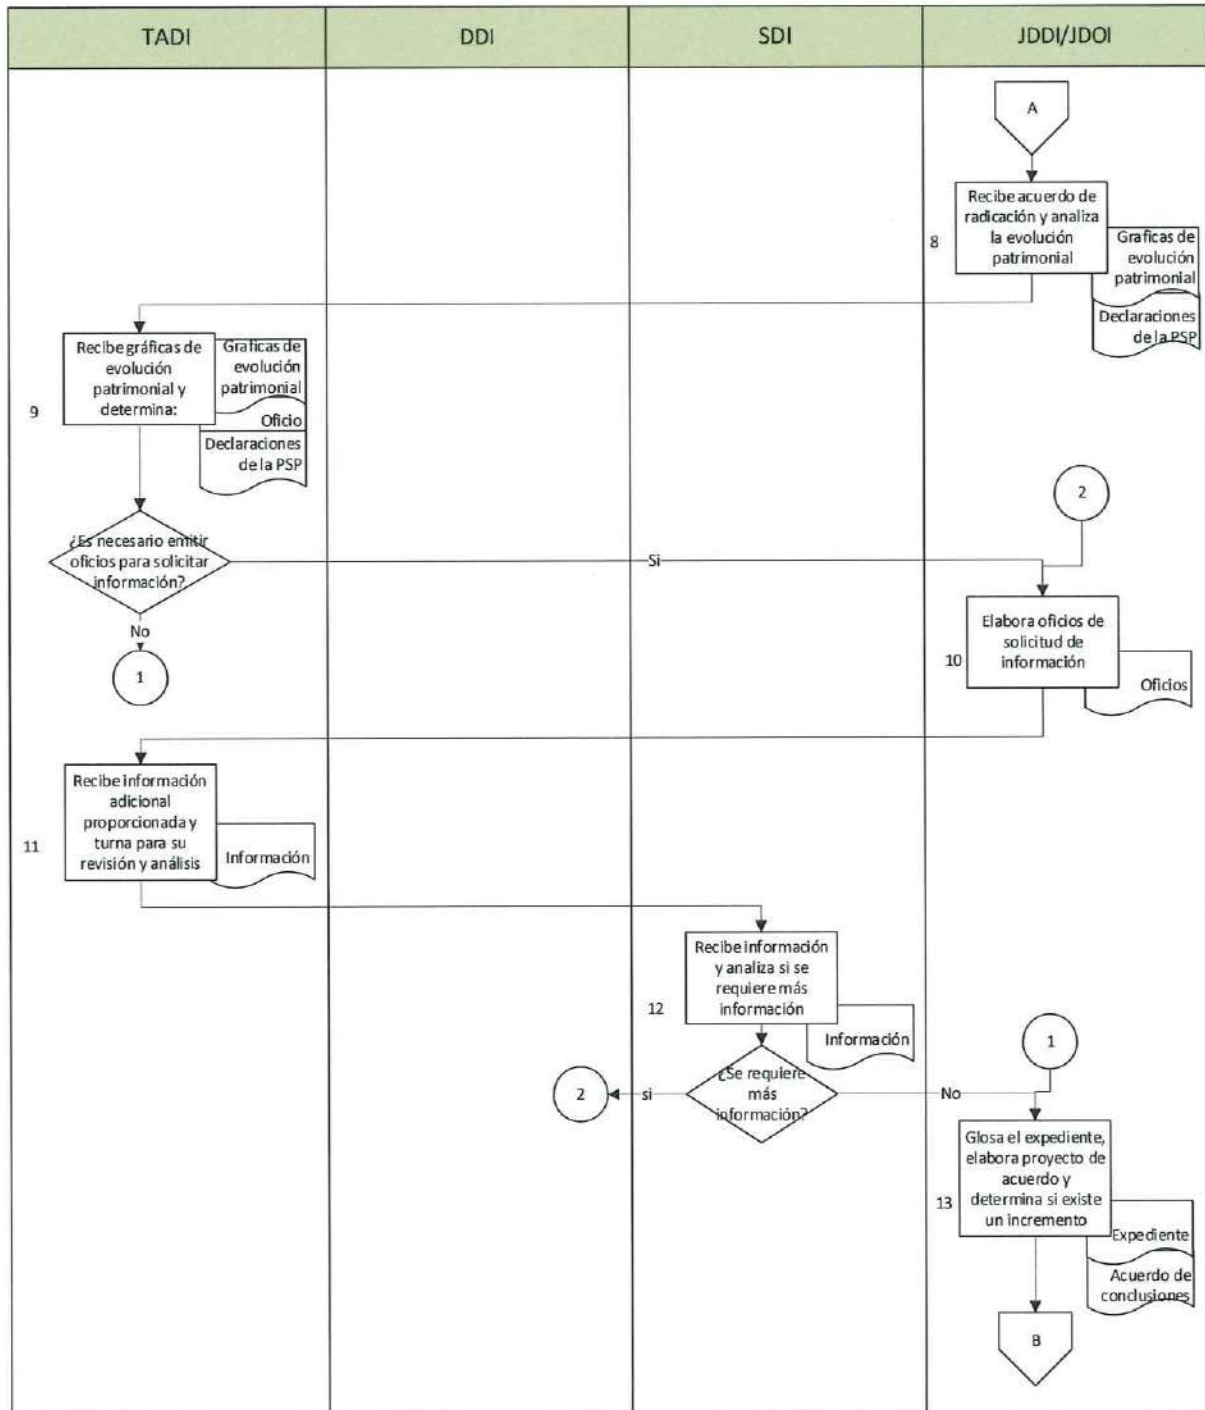 TADI
DDI
SDI
JDDI/JDOI
A
8
Recibe acuerdo de
radicación y analiza
la evolución
patrimonial
Graficas de
evolución
patrimonial
Declaraciones
de la PSP
9
Recibe gráficas de
evolución
patrimonial y
determina:
Graficas de
evolución
patrimonial
Oficio
Declaraciones
de la PSP
2
¿Es necesario emitir
oficios para solicitar
información?
Si
No
1
10
Elabora oficios de
solicitud de
información
Oficios
11
Recibe información
adicional
proporcionada y
turna para su
revisión y análisis
Información
12
Recibe información
y analiza si se
requiere más
información
Información
1
2
si
¿Se requiere
más
información?
No
13
Glosa el expediente,
elabora proyecto de
acuerdo y
determina si existe
un incremento
Expediente
Acuerdo de
conclusiones
B